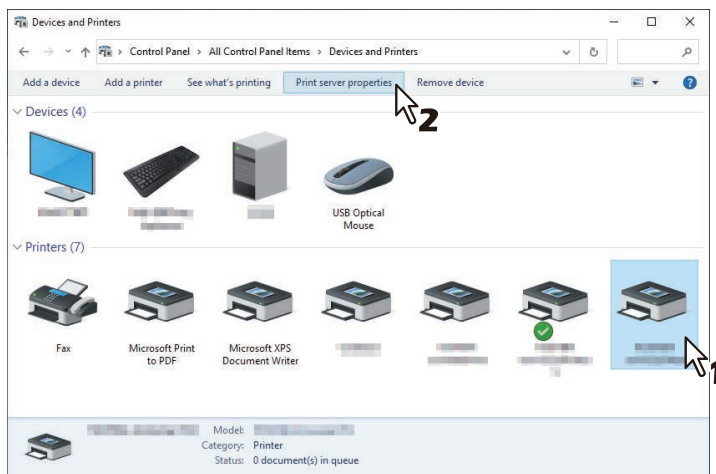 Devices and Printers
Control Panel > All Control Panel Items > Devices and Printers
Add a device Add a printer See what's printing Print server properties Remove device
2
Devices (4)
USB Optical
Mouse
Printers (7)
Fax
Microsoft Print
to PDF
Microsoft XPS
Document Writer
1
Model:
Category: Printer
Status: 0 document(s) in queue